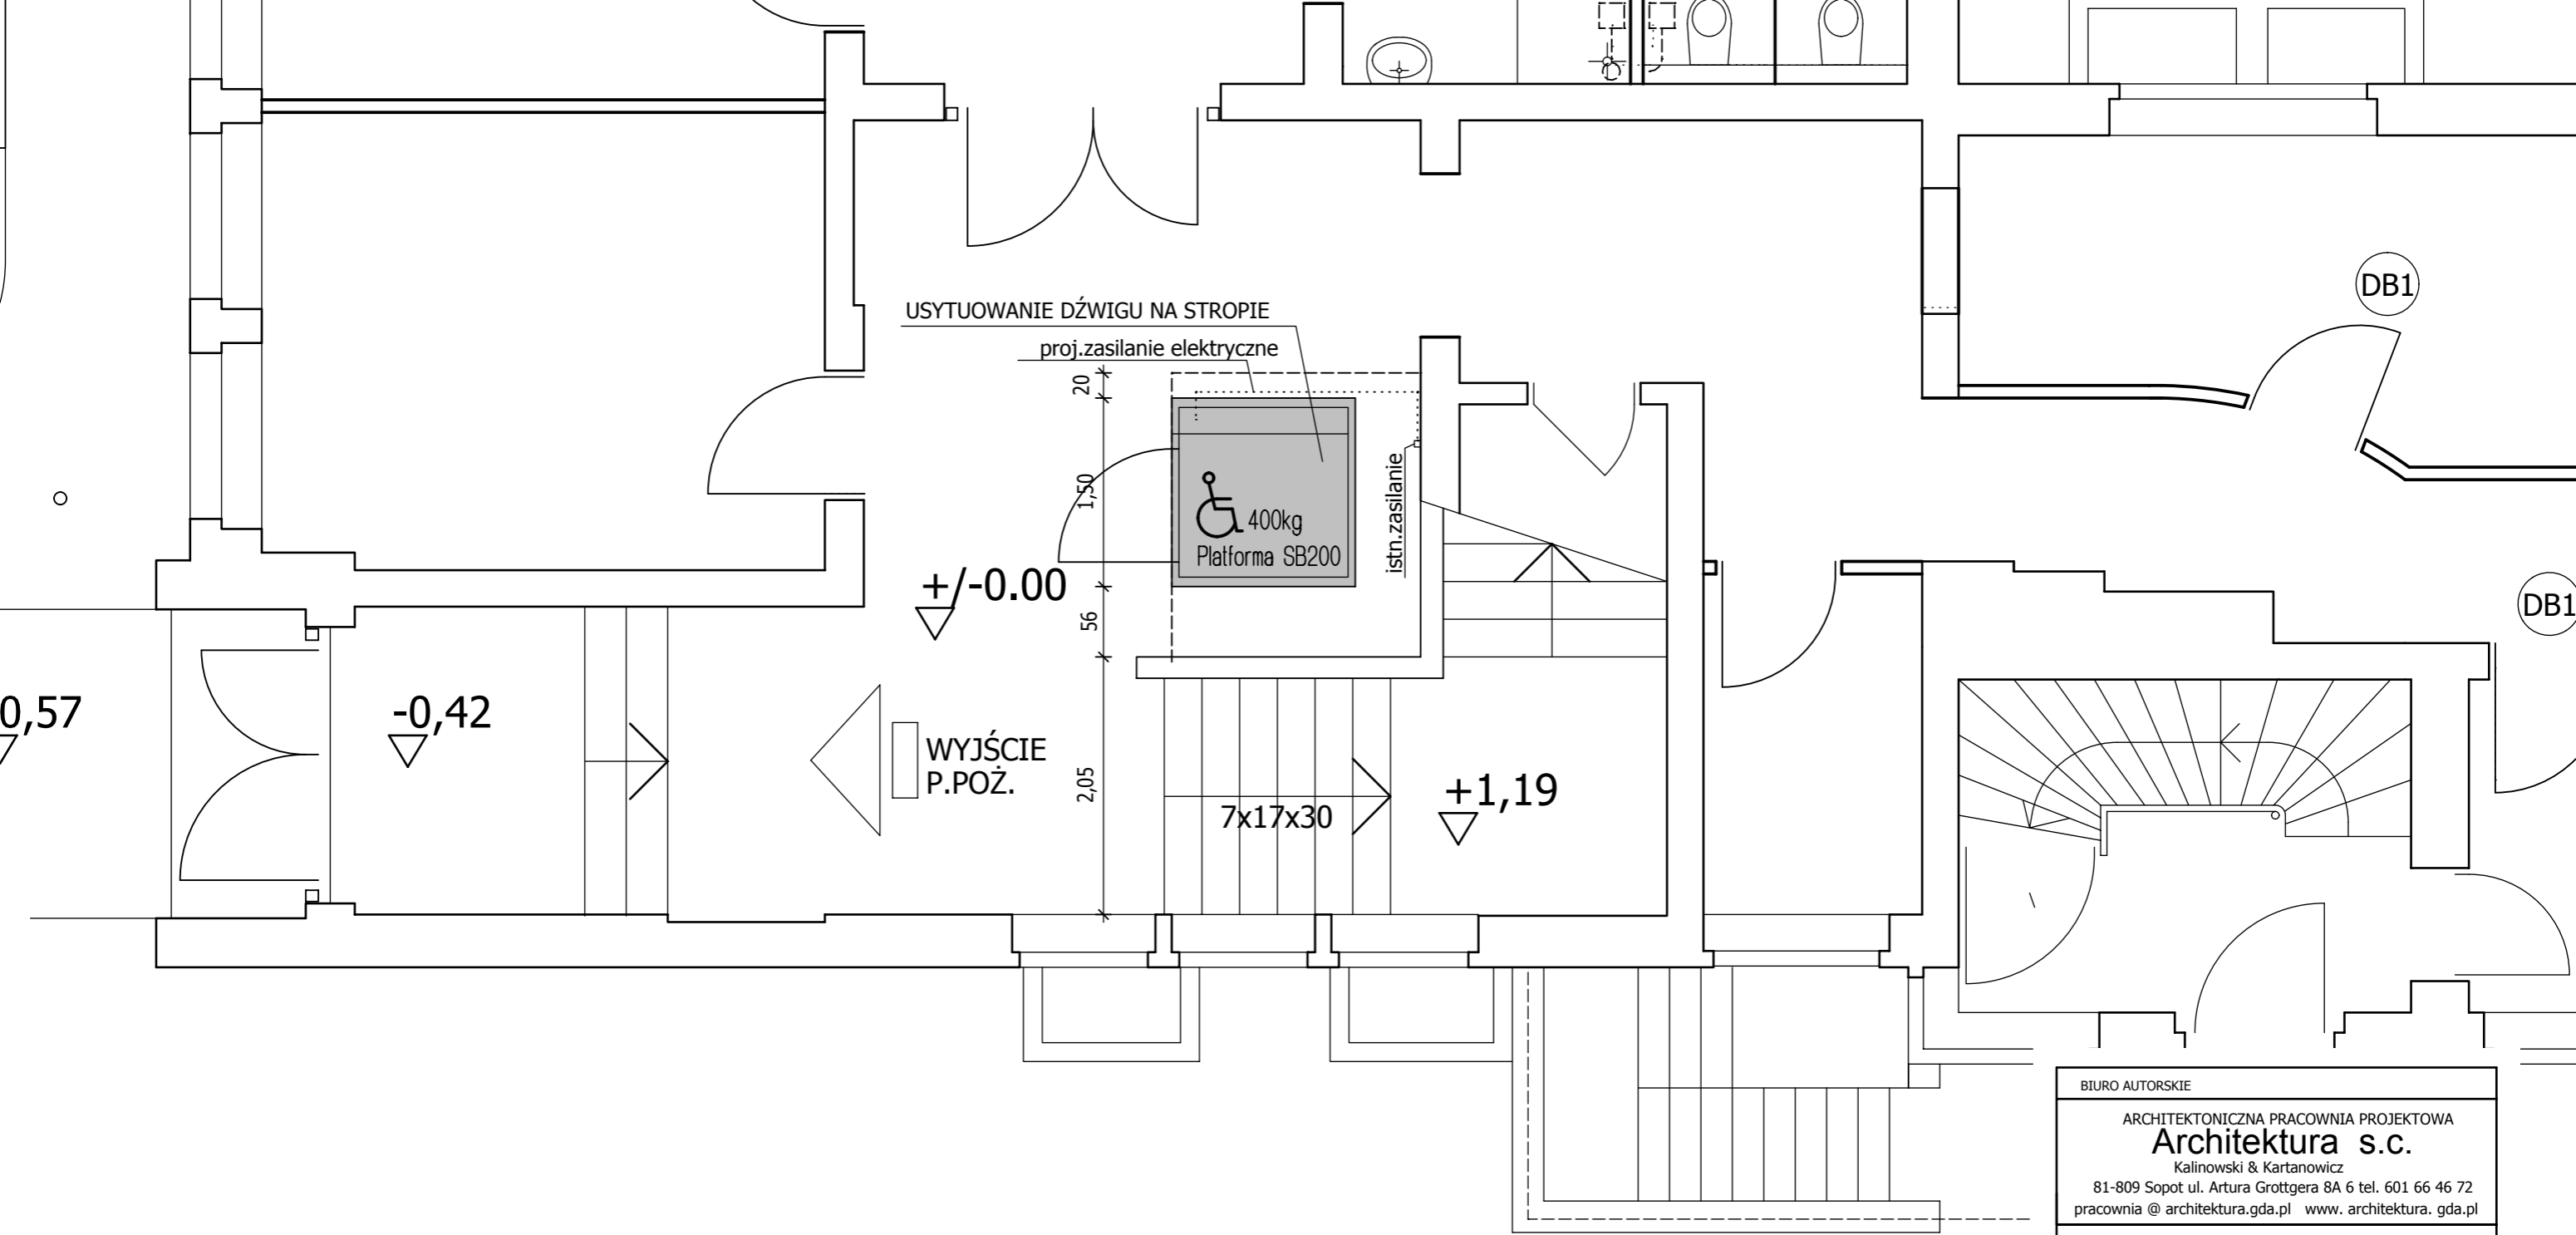 DB1
USYTUOWANIE DŹWIGU NA STROPIE
proj.zasilanie elektryczne
20
1,50
istn.zasilanie
400kg
Platforma SB200
+/-0.00
56
DB1
0,57
-0,42
WYJŚCIE
P.POŻ.
2,05
7x17x30
+1,19
BIURO AUTORSKIE
ARCHITEKTONICZNA PRACOWNIA PROJEKTOWA
Architektura s.c.
Kalinowski & Kartanowicz
81-809 Sopot ul. Artura Grottgera 8A 6 tel. 601 66 46 72
pracownia @ architektura.gda.pl www. architektura. gda.pl